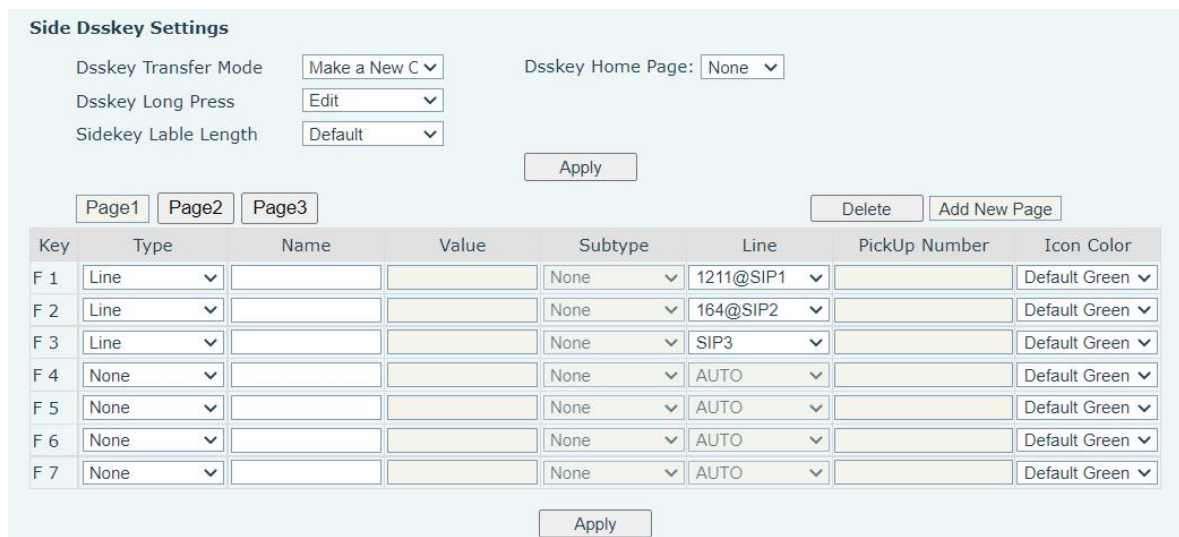 Side Dsskey Settings
Dsskey Transfer Mode Make a New C Dsskey Home Page: None
Dsskey Long Press Edit
Sidekey Lable Length Default
Apply
Page1 Page2 Page3 Delete Add New Page
Key Type Name Value Subtype Line PickUp Number Icon Color
F 1 Line None 1211@SIP1 Default Green
F 2 Line None 164@SIP2 Default Green
F 3 Line None SIP3 Default Green
F 4 None None AUTO Default Green
F 5 None None AUTO Default Green
F 6 None None AUTO Default Green
F 7 None None AUTO Default Green
Apply